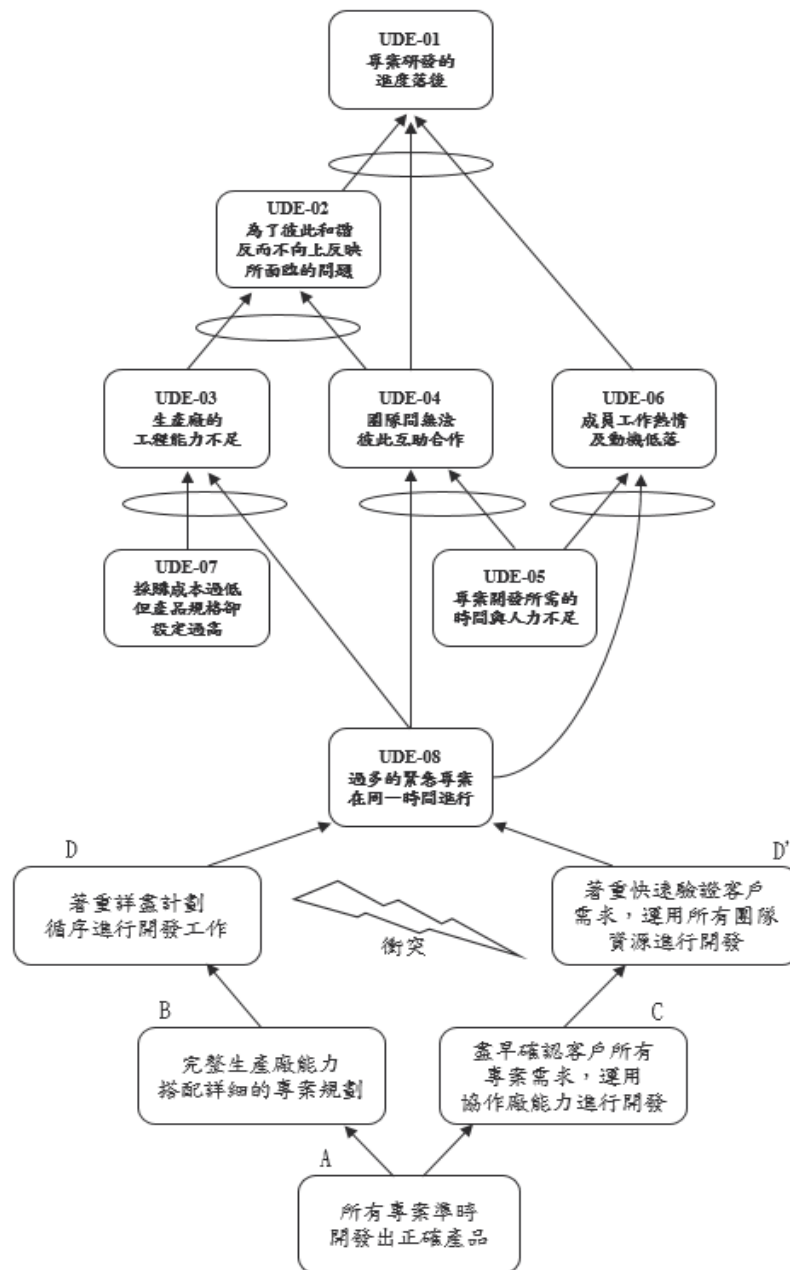 UDE-01
專案研發的
進度落後
UDE-02
為了彼此和諧
反而不向上反映
所面臨的問題
UDE-03
生產廠的
工程能力不足
UDE-04
團隊間無法
彼此互助合作
UDE-06
成員工作熱情
及動機低落
UDE-07
採購成本過低
但產品規格卻
設定過高
UDE-05
專案開發所需的
時間與人力不足
UDE-08
過多的緊急專案
在同一時間進行
D
著重詳盡計劃
循序進行開發工作
衝突
D'
著重快速驗證客戶
需求，運用所有團隊
資源進行開發
B
完整生產廠能力
搭配詳細的專案規劃
C
盡早確認客戶所有
專案需求，運用
協作廠能力進行開發
A
所有專案準時
開發出正確產品